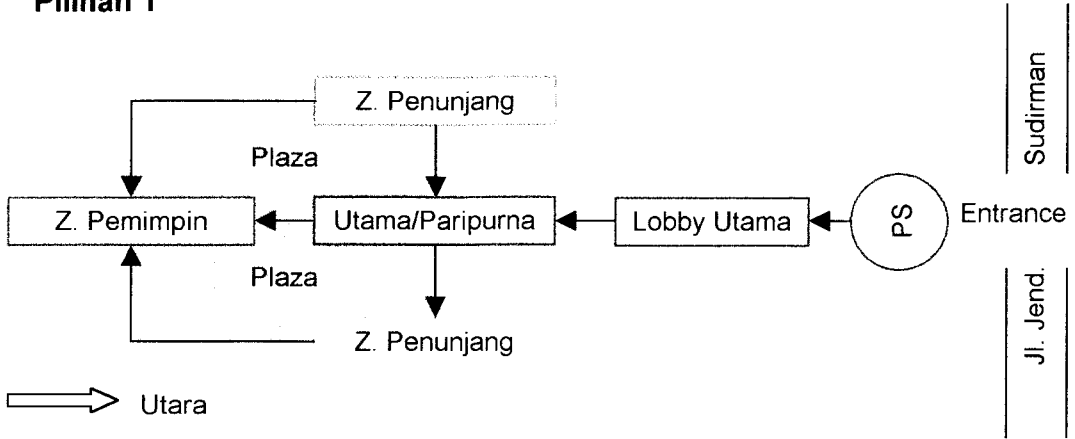 Pilihan 1
Z. Penunjang
Plaza
Z. Pemimpin
Utama/Paripurna
Lobby Utama
PS
Entrance
Sudirman
Plaza
Z. Penunjang
Jl. Jend.
Utara